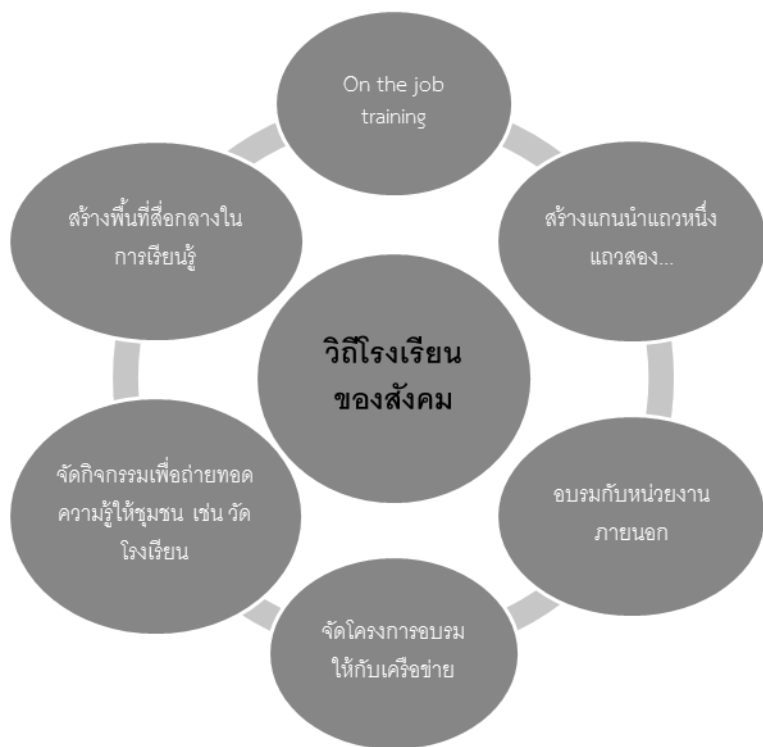 On the job
training
สร้างแกนนำแถวหนึ่ง
แถวสอง...
อบรมกับหน่วยงาน
ภายนอก
จัดโครงการอบรม
ให้กับเครือข่าย
จัดกิจกรรมเพื่อถ่ายทอด
ความรู้ให้ชุมชน เช่น วัด
โรงเรียน
สร้างพื้นที่สื่อกลางใน
การเรียนรู้
วิถีโรงเรียน
ของสังคม